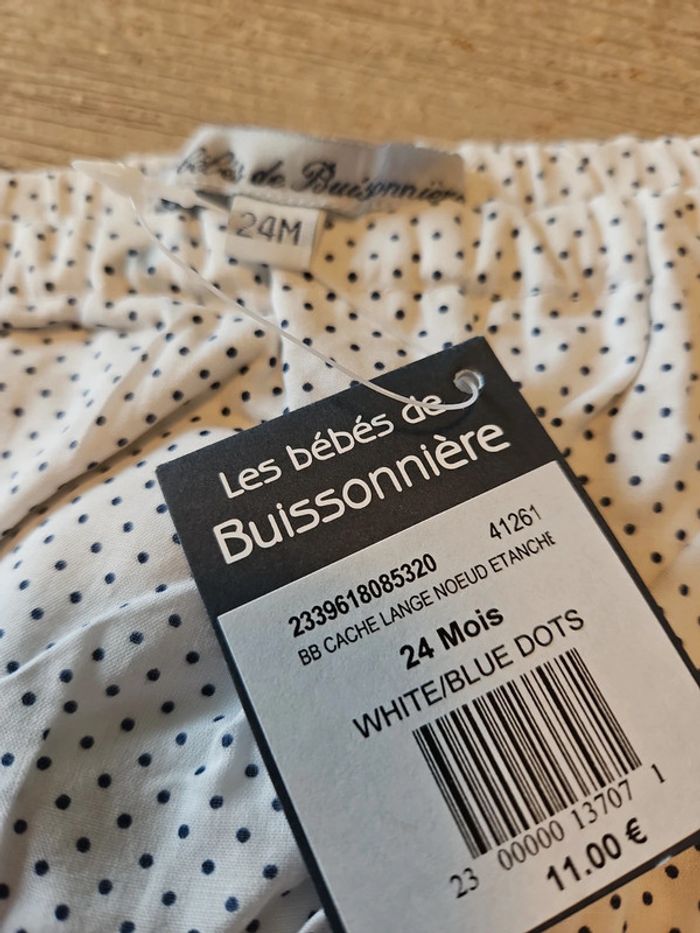 bébés de Buissonnière
24M
Les bébés de
Buissonnière
41261
2339618085320
BB CACHE LANGE NOEUD ETANCHE
24 Mois
WHITE/BLUE DOTS
23 00000 13707 1
11.00 €